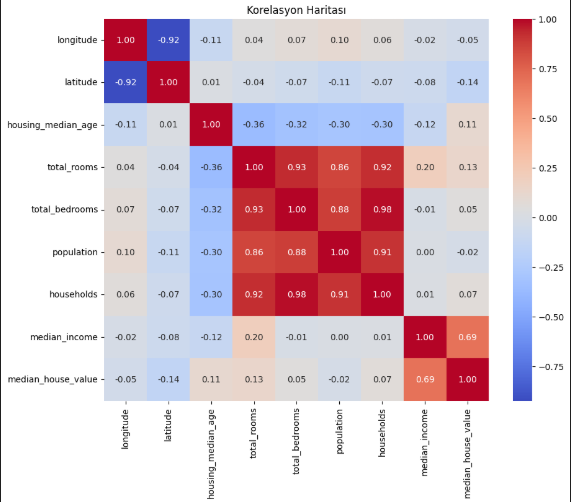 Korelasyon Haritası
longitude 1.00 -0.92 -0.11 0.04 0.07 0.10 0.06 -0.02 -0.05
latitude -0.92 1.00 0.01 -0.04 -0.07 -0.11 -0.07 -0.08 -0.14
housing_median_age -0.11 0.01 1.00 -0.36 -0.32 -0.30 -0.30 -0.12 0.11
total_rooms 0.04 -0.04 -0.36 1.00 0.93 0.86 0.92 0.20 0.13
total_bedrooms 0.07 -0.07 -0.32 0.93 1.00 0.88 0.98 -0.01 0.05
population 0.10 -0.11 -0.30 0.86 0.88 1.00 0.91 0.00 -0.02
households 0.06 -0.07 -0.30 0.92 0.98 0.91 1.00 0.01 0.07
median_income -0.02 -0.08 -0.12 0.20 -0.01 0.00 0.01 1.00 0.69
median_house_value -0.05 -0.14 0.11 0.13 0.05 -0.02 0.07 0.69 1.00
longitude
latitude
housing_median_age
total_rooms
total_bedrooms
population
households
median_income
median_house_value
1.00
0.75
0.50
0.25
0.00
−0.25
−0.50
−0.75